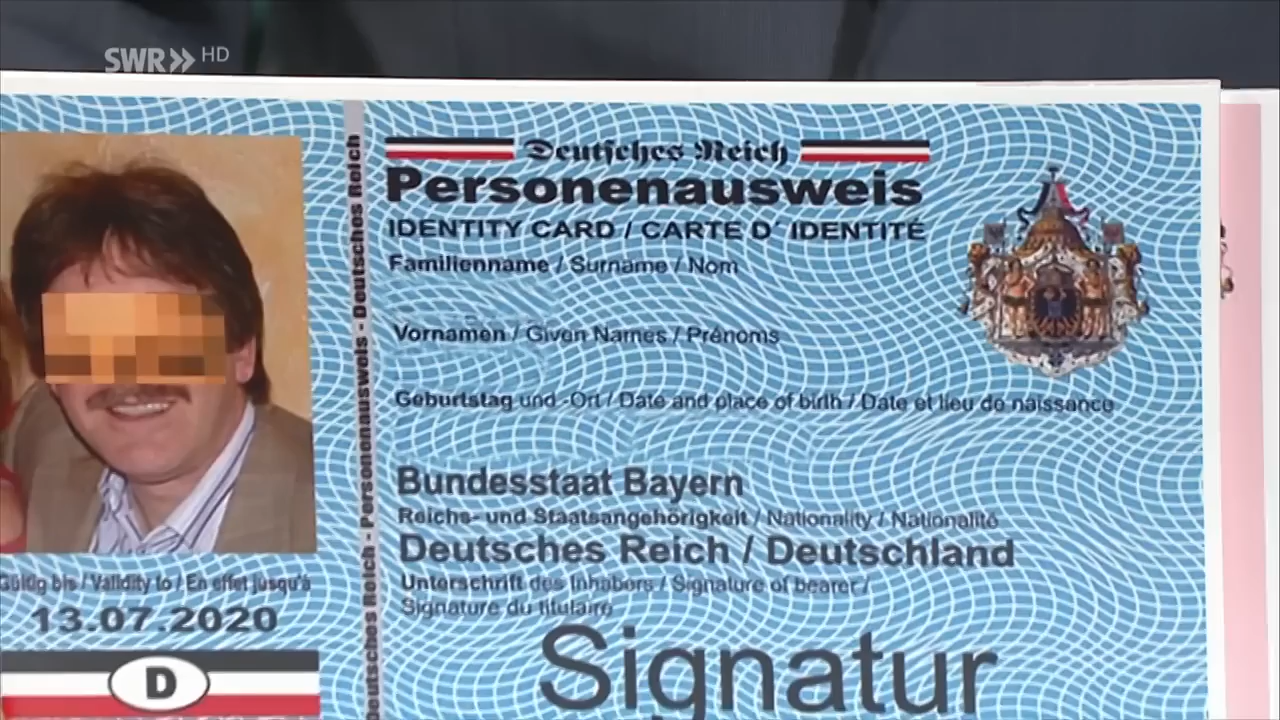 SWR» HD
Deutsches Reich
Personenausweis
IDENTITY CARD / CARTE D´ IDENTITÉ
Familienname / Surname / Nom
Vornamen / Given Names / Prénoms
Geburtstag und -Ort / Date and place of birth / Date et lieu de naissance
Bundesstaat Bayern
Reichs- und Staatsangehörigkeit / Nationality / Nationalité
Deutsches Reich / Deutschland
Unterschrift des Inhabers / Signature of bearer /
Signature du titulaire
Signatur
Deutsches Reich - Personenausweis - Deutsches Reich
Gültig bis / Validity to / En effet jusqu'à
13.07.2020
D